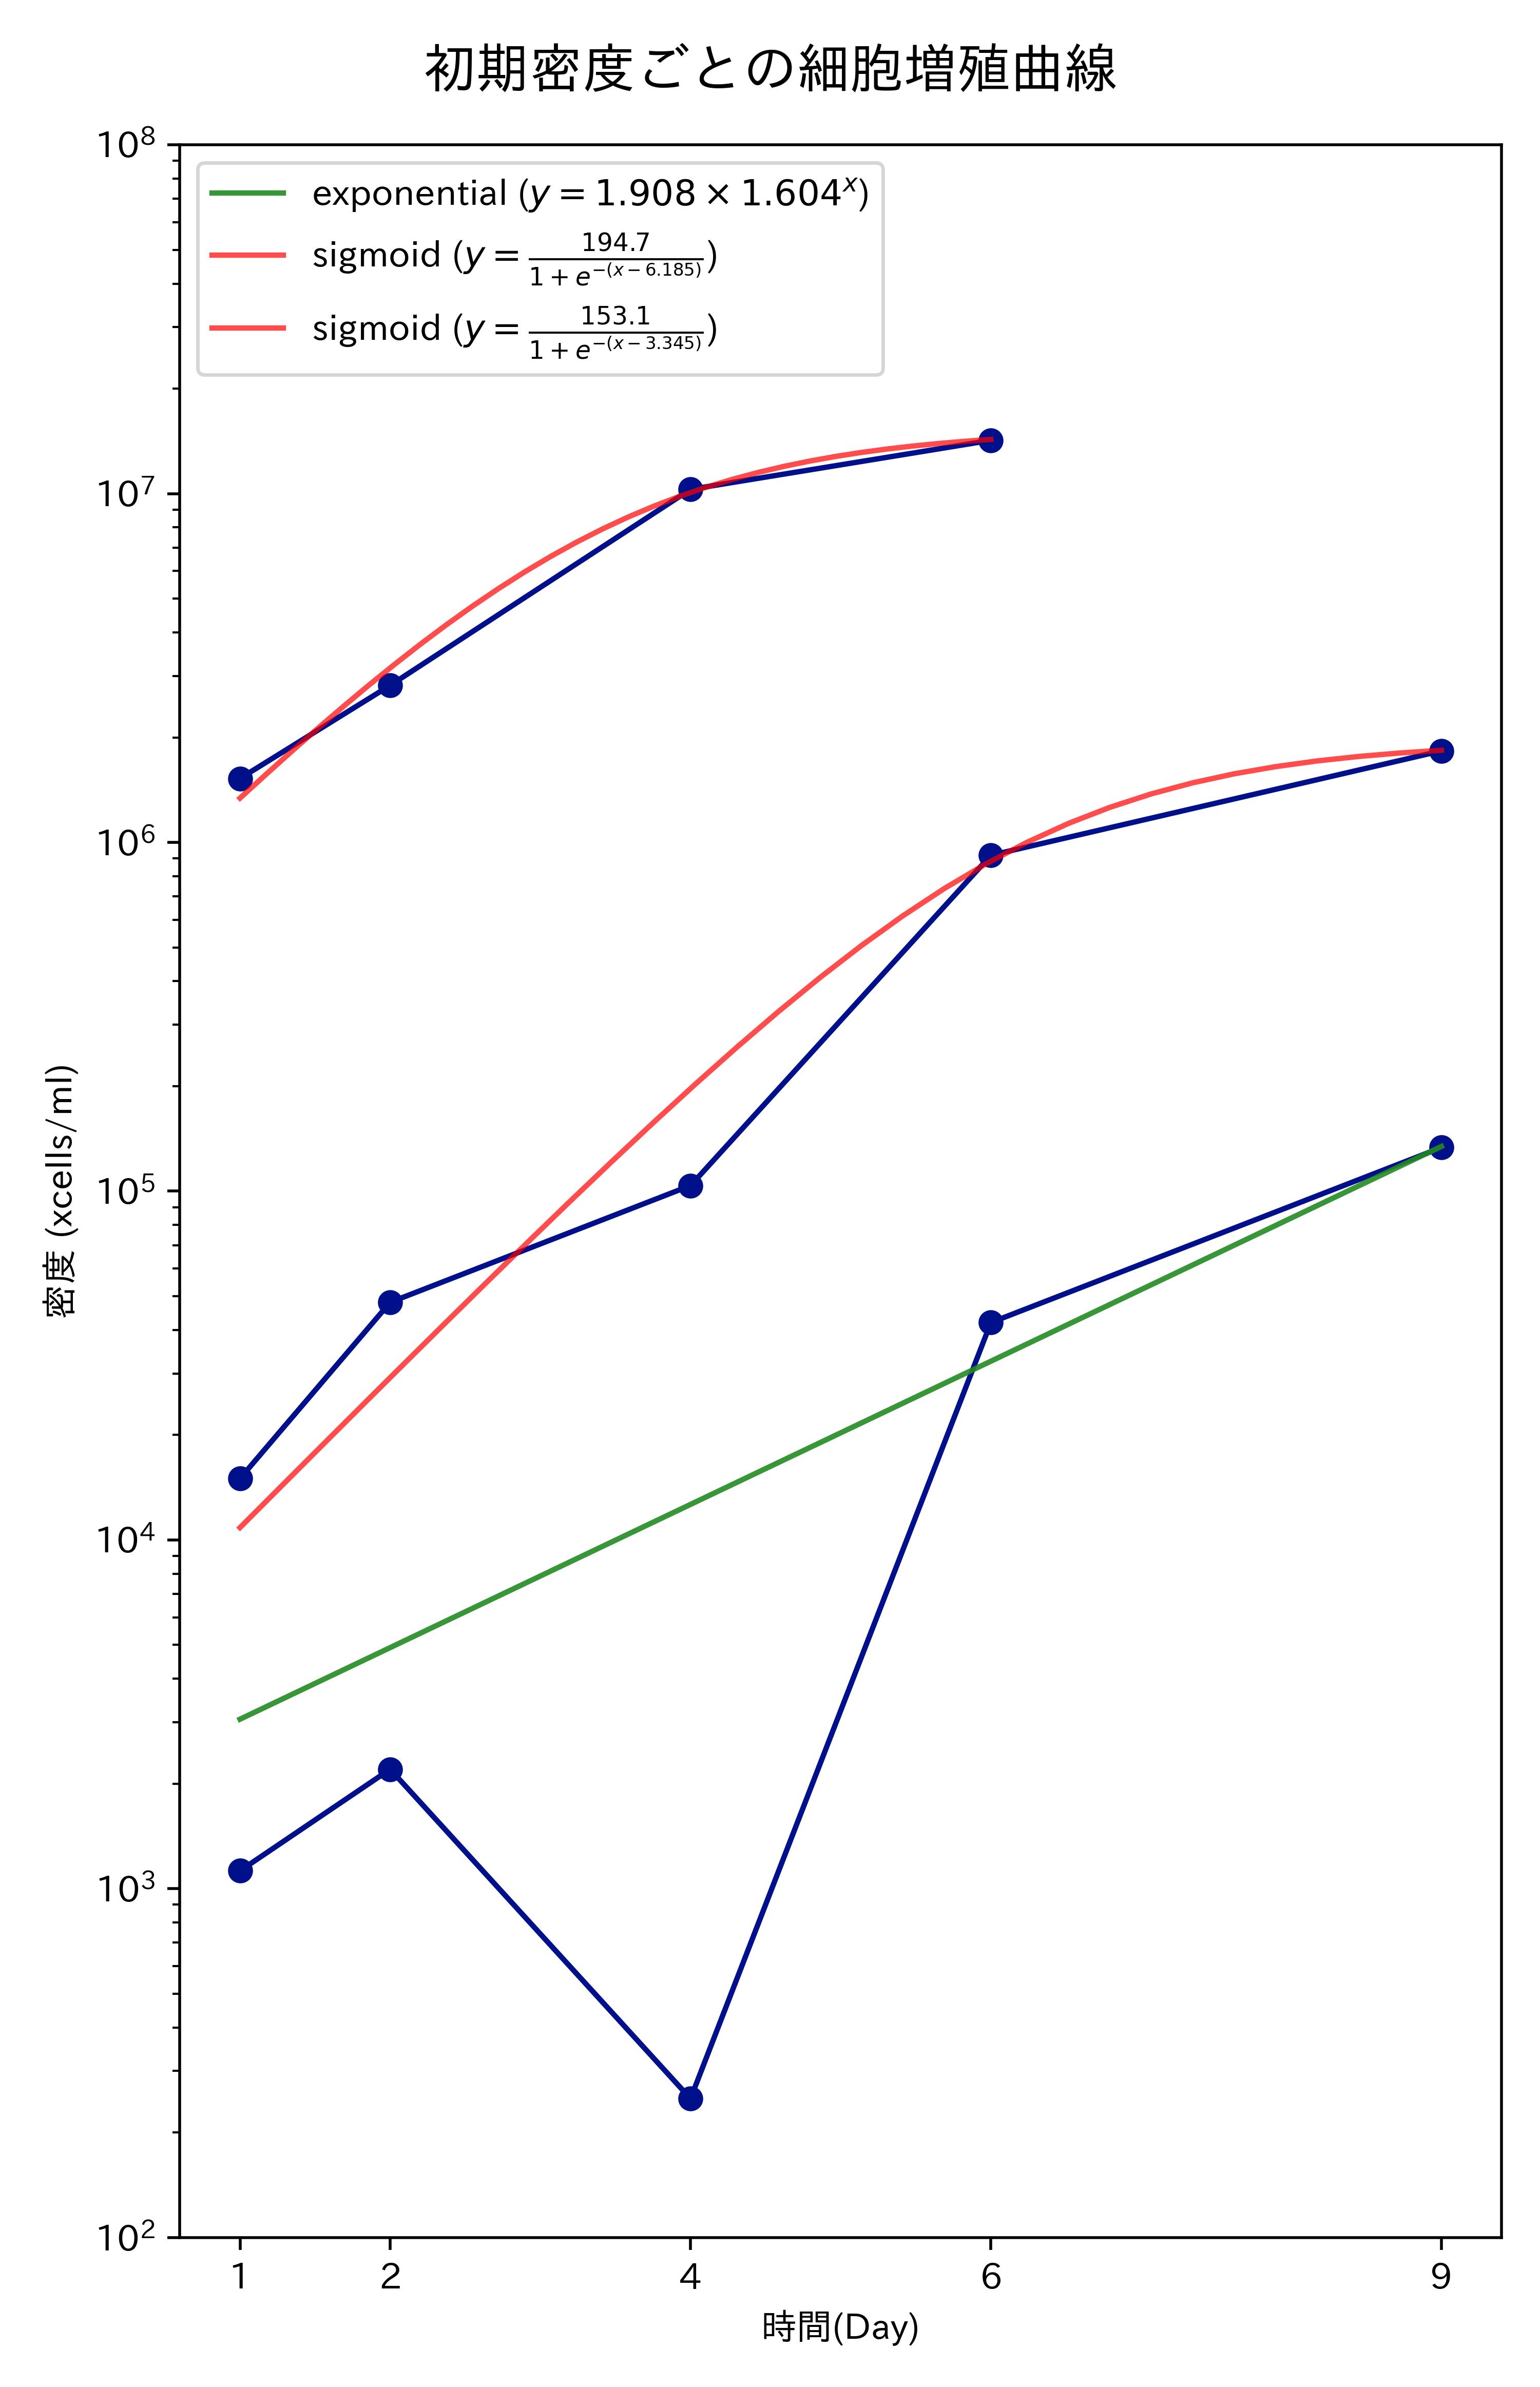 初期密度ごとの細胞増殖曲線
10^8
10^7
10^6
10^5
10^4
10^3
10^2
exponential (y = 1.908 × 1.604^x)
sigmoid (y = \frac{194.7}{1 + e^{-(x - 6.185)}})
sigmoid (y = \frac{153.1}{1 + e^{-(x - 3.345)}})
密度 (xcells/ml)
1 2 4 6 9
時間(Day)